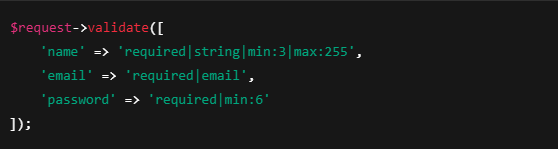 $request->validate([
    'name' => 'required|string|min:3|max:255',
    'email' => 'required|email',
    'password' => 'required|min:6'
]);